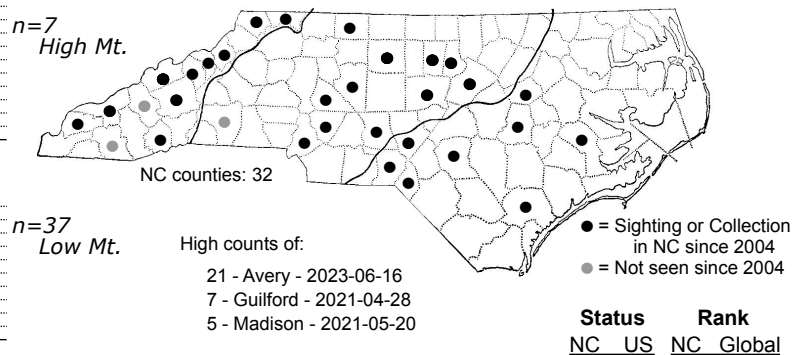 n=7
High Mt.
NC counties: 32
n=37
Low Mt.
High counts of:
21 - Avery - 2023-06-16
7 - Guilford - 2021-04-28
5 - Madison - 2021-05-20
= Sighting or Collection
in NC since 2004
= Not seen since 2004
Status Rank
NC US NC Global